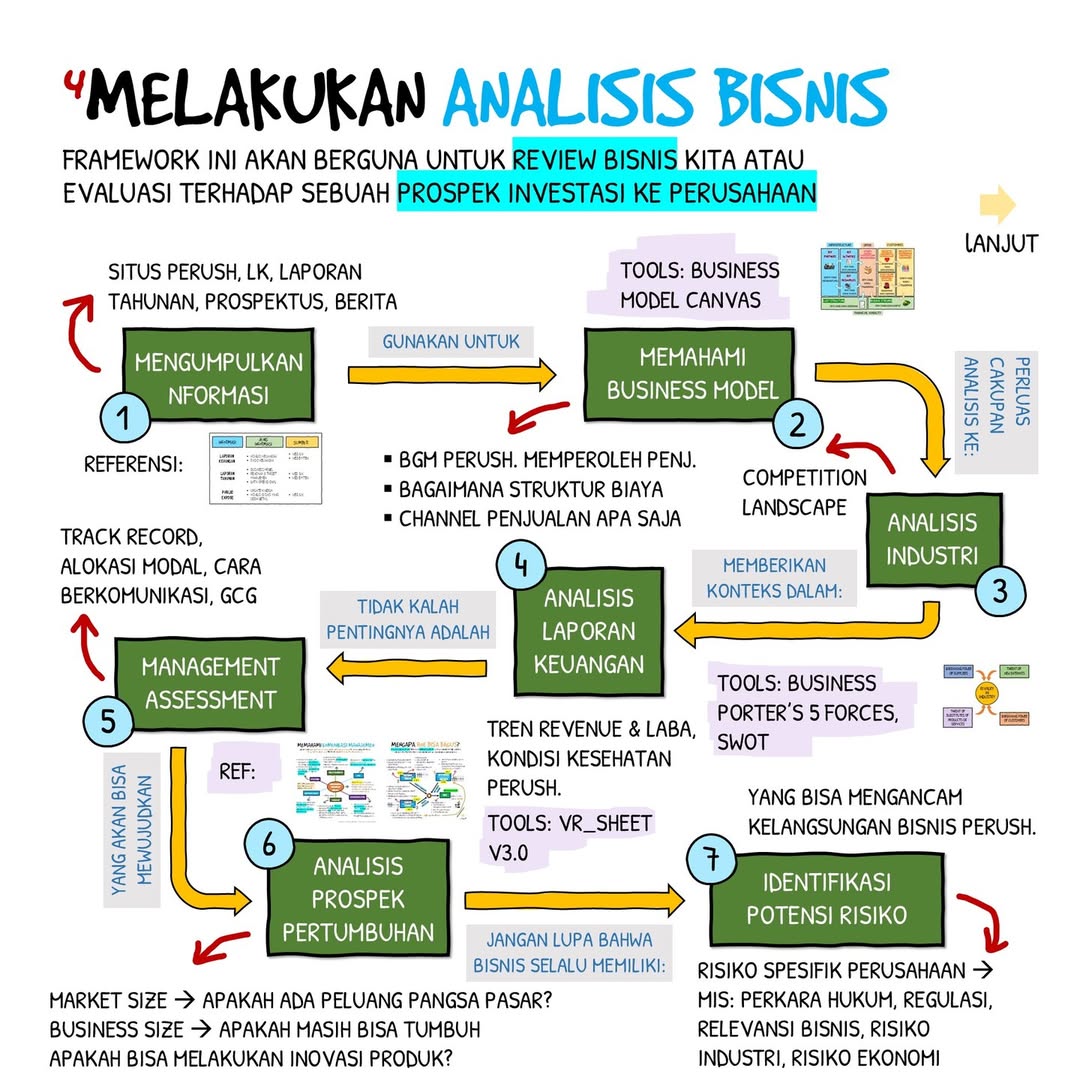 4 MELAKUKAN ANALISIS BISNIS
FRAMEWORK INI AKAN BERGUNA UNTUK REVIEW BISNIS KITA ATAU
EVALUASI TERHADAP SEBUAH PROSPEK INVESTASI KE PERUSAHAAN
LANJUT
SITUS PERUSH, LK, LAPORAN
TAHUNAN, PROSPEKTUS, BERITA
MENGUMPULKAN
NFORMASI
1
REFERENSI:
GUNAKAN UNTUK
TOOLS: BUSINESS
MODEL CANVAS
MEMAHAMI
BUSINESS MODEL
2
▪ BGM PERUSH. MEMPEROLEH PENJ.
▪ BAGAIMANA STRUKTUR BIAYA
▪ CHANNEL PENJUALAN APA SAJA
PERLUAS
CAKUPAN
ANALISIS KE:
COMPETITION
LANDSCAPE
ANALISIS
INDUSTRI
3
TOOLS: BUSINESS
PORTER'S 5 FORCES,
SWOT
MEMBERIKAN
KONTEKS DALAM:
4
ANALISIS
LAPORAN
KEUANGAN
TREN REVENUE & LABA,
KONDISI KESEHATAN
PERUSH.
TOOLS: VR_SHEET
V3.0
TIDAK KALAH
PENTINGNYA ADALAH
TRACK RECORD,
ALOKASI MODAL, CARA
BERKOMUNIKASI, GCG
MANAGEMENT
ASSESSMENT
5
REF:
YANG AKAN BISA
MEWUJUDKAN
6
ANALISIS
PROSPEK
PERTUMBUHAN
MARKET SIZE → APAKAH ADA PELUANG PANGSA PASAR?
BUSINESS SIZE → APAKAH MASIH BISA TUMBUH
APAKAH BISA MELAKUKAN INOVASI PRODUK?
JANGAN LUPA BAHWA
BISNIS SELALU MEMILIKI:
YANG BISA MENGANCAM
KELANGSUNGAN BISNIS PERUSH.
7
IDENTIFIKASI
POTENSI RISIKO
RISIKO SPESIFIK PERUSAHAAN →
MIS: PERKARA HUKUM, REGULASI,
RELEVANSI BISNIS, RISIKO
INDUSTRI, RISIKO EKONOMI